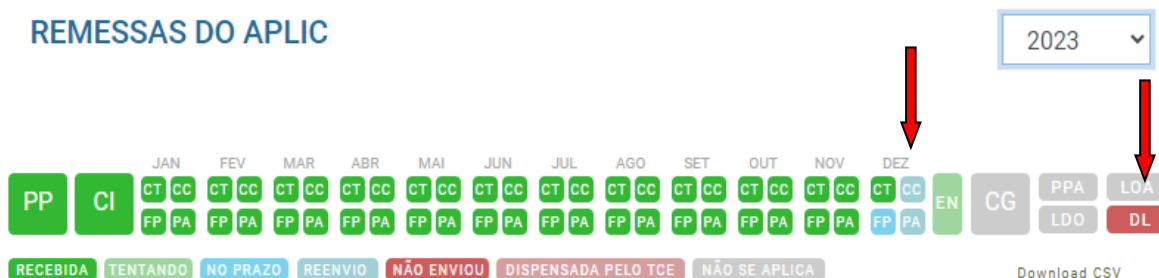 REMESSAS DO APLIC 2023
JAN FEV MAR ABR MAI JUN JUL AGO SET OUT NOV DEZ
PP CI CT CC CT CC CT CC CT CC CT CC CT CC CT CC CT CC CT CC CT CC CT CC CT CC EN CG PPA LOA
FP PA FP PA FP PA FP PA FP PA FP PA FP PA FP PA FP PA FP PA FP PA FP PA LDO DL
RECEBIDA TENTANDO NO PRAZO REENVIO NÃO ENVIOU DISPENSADA PELO TCE NÃO SE APLICA Download CSV